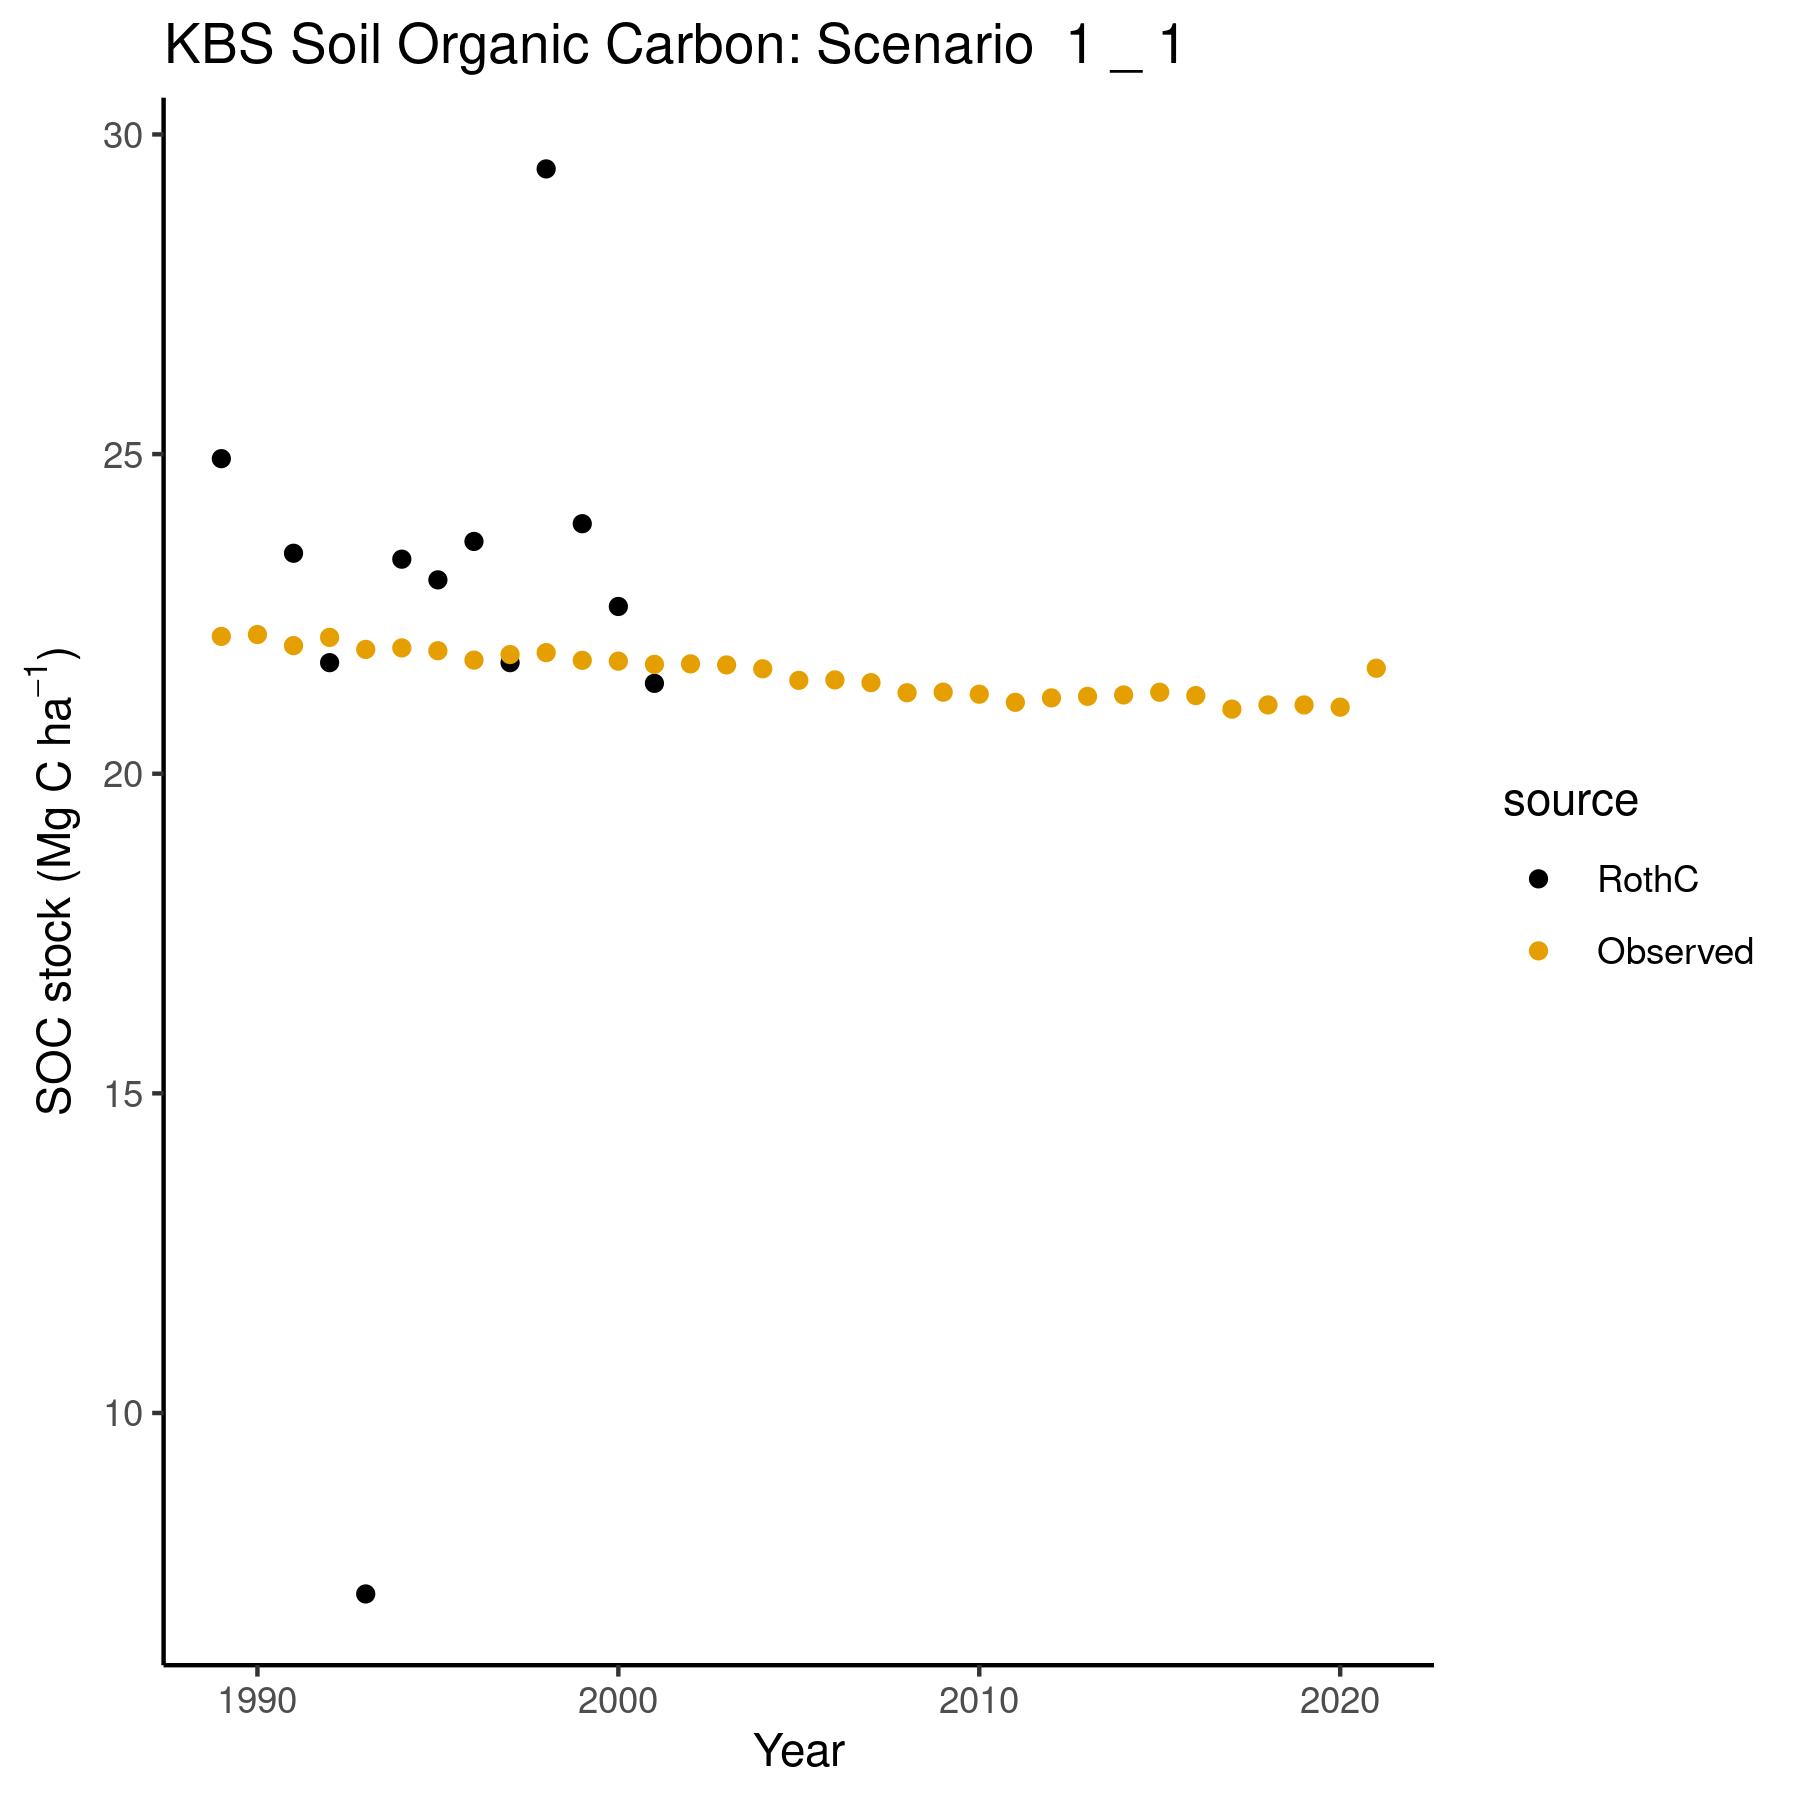 KBS Soil Organic Carbon: Scenario  1 _ 1
SOC stock (Mg C ha⁻¹)
30
25
20
15
10
1990
2000
2010
2020
Year
source
RothC
Observed